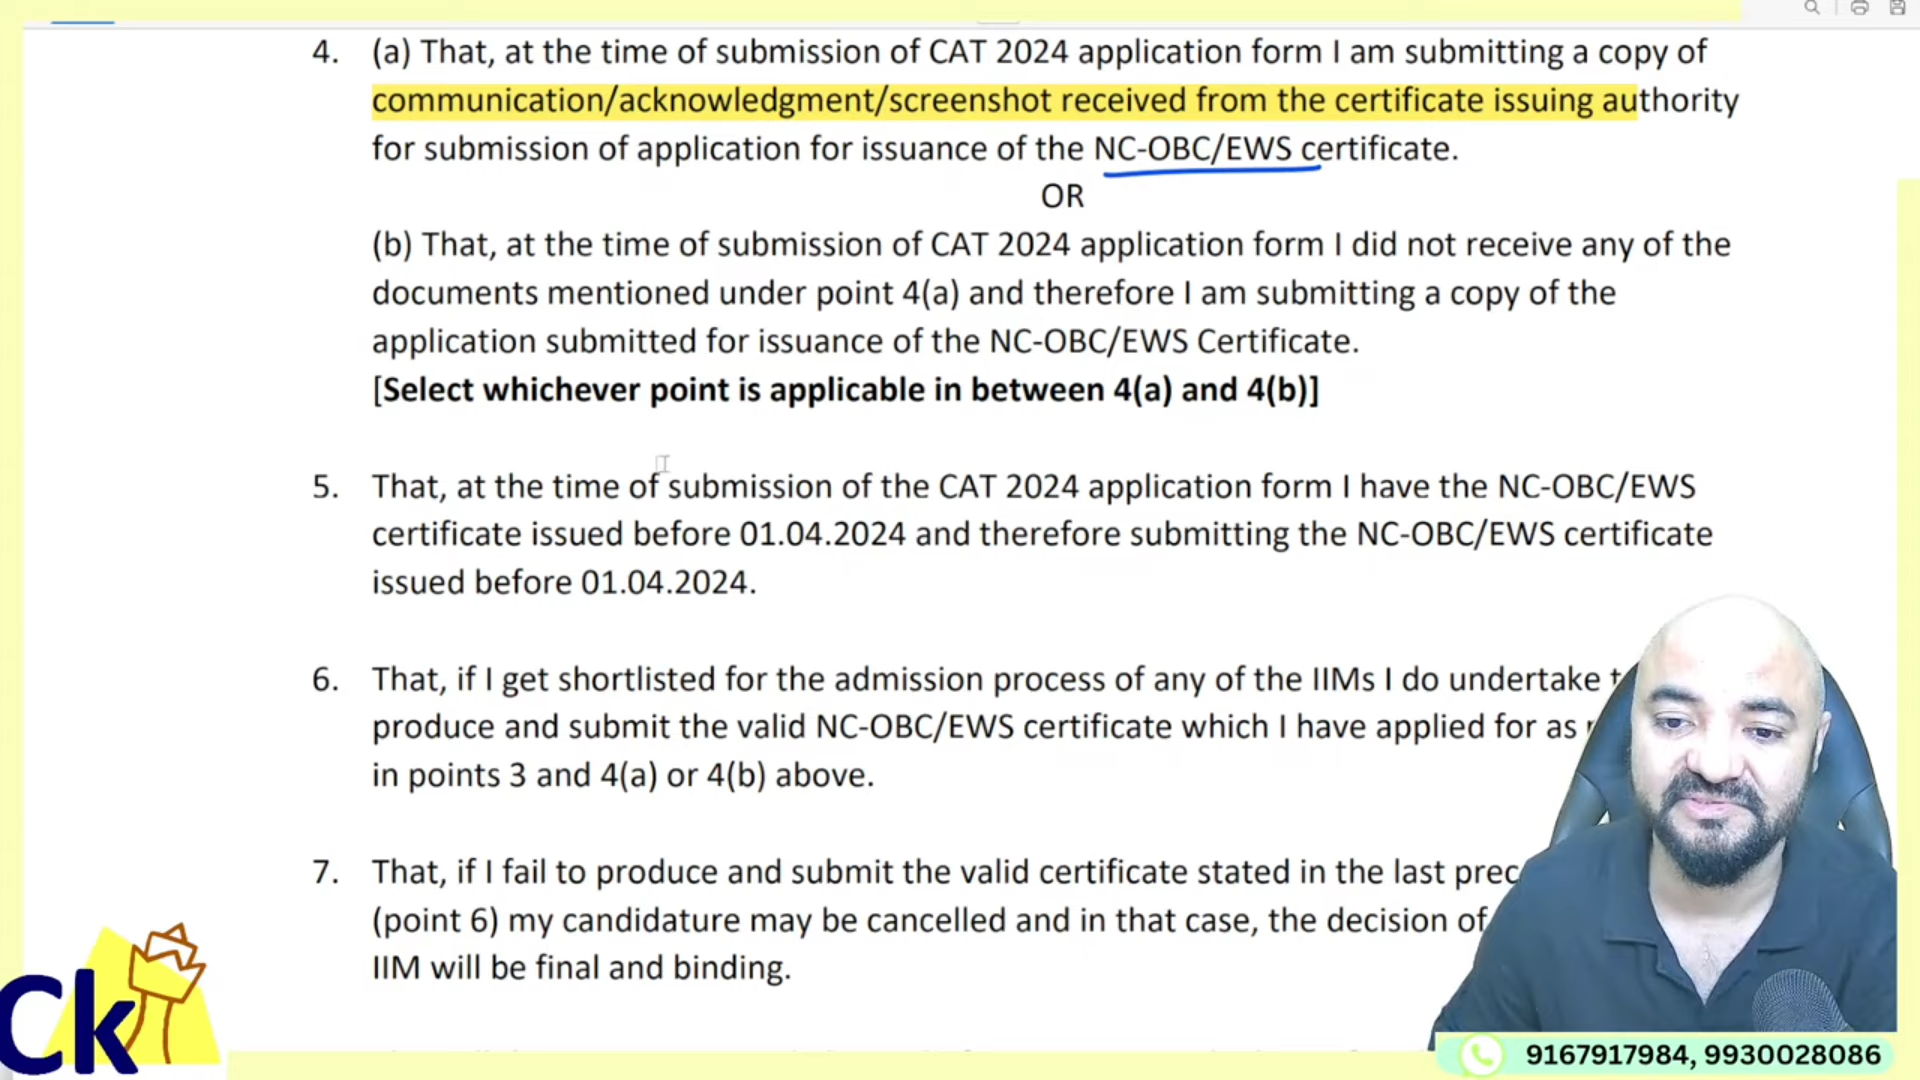 4. (a) That, at the time of submission of CAT 2024 application form I am submitting a copy of
communication/acknowledgment/screenshot received from the certificate issuing authority
for submission of application for issuance of the NC-OBC/EWS certificate.
OR
(b) That, at the time of submission of CAT 2024 application form I did not receive any of the
documents mentioned under point 4(a) and therefore I am submitting a copy of the
application submitted for issuance of the NC-OBC/EWS Certificate.
[Select whichever point is applicable in between 4(a) and 4(b)]
5. That, at the time of submission of the CAT 2024 application form I have the NC-OBC/EWS
certificate issued before 01.04.2024 and therefore submitting the NC-OBC/EWS certificate
issued before 01.04.2024.
6. That, if I get shortlisted for the admission process of any of the IIMs I do undertake
produce and submit the valid NC-OBC/EWS certificate which I have applied for as
in points 3 and 4(a) or 4(b) above.
7. That, if I fail to produce and submit the valid certificate stated in the last
(point 6) my candidature may be cancelled and in that case, the decision of
IIM will be final and binding.
Ck
9167917984, 9930028086